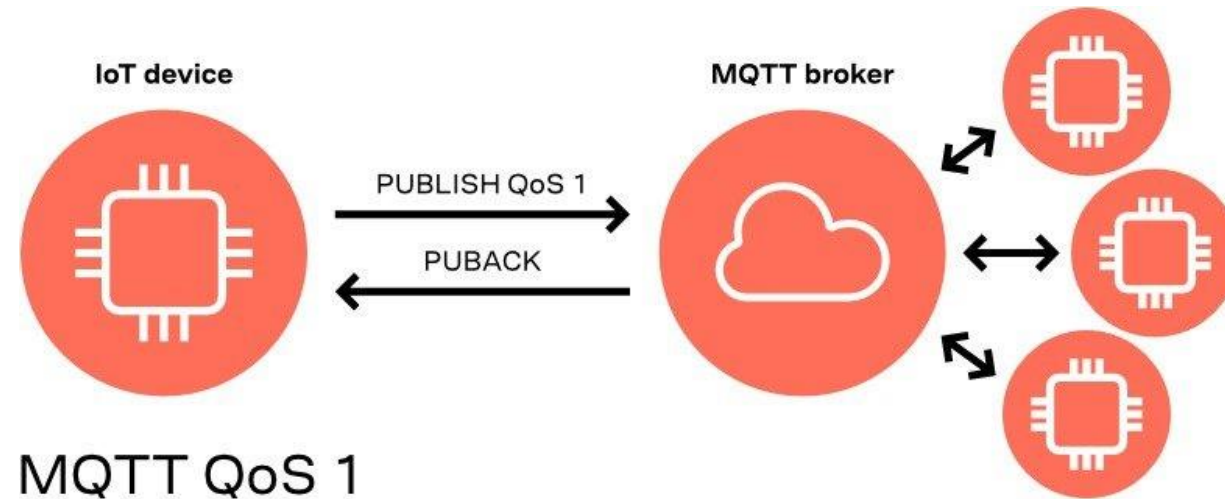 IoT device
MQTT broker
PUBLISH QoS 1
PUBACK
MQTT QoS 1